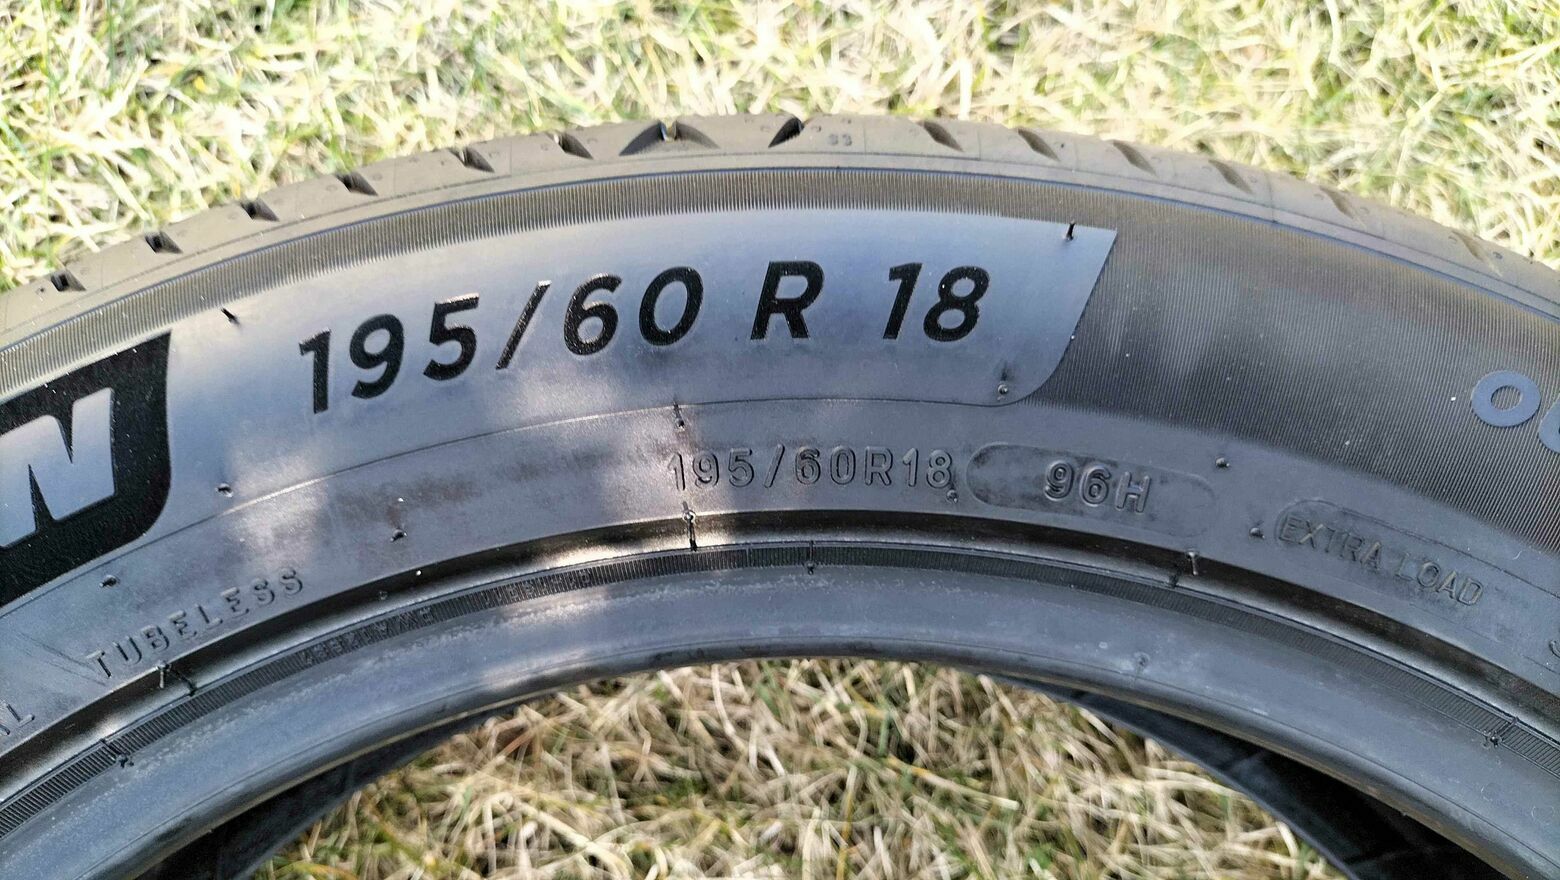 195/60 R 18
195/60R18 96H
EXTRA LOAD
TUBELESS